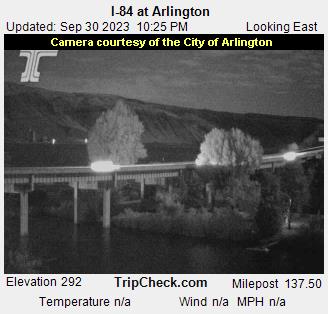 I-84 at Arlington
Updated: Sep 30 2023 10:25 PM Looking East
Camera courtesy of the City of Arlington
Elevation 292 TripCheck.com Milepost 137.50
Temperature n/a Wind n/a MPH n/a